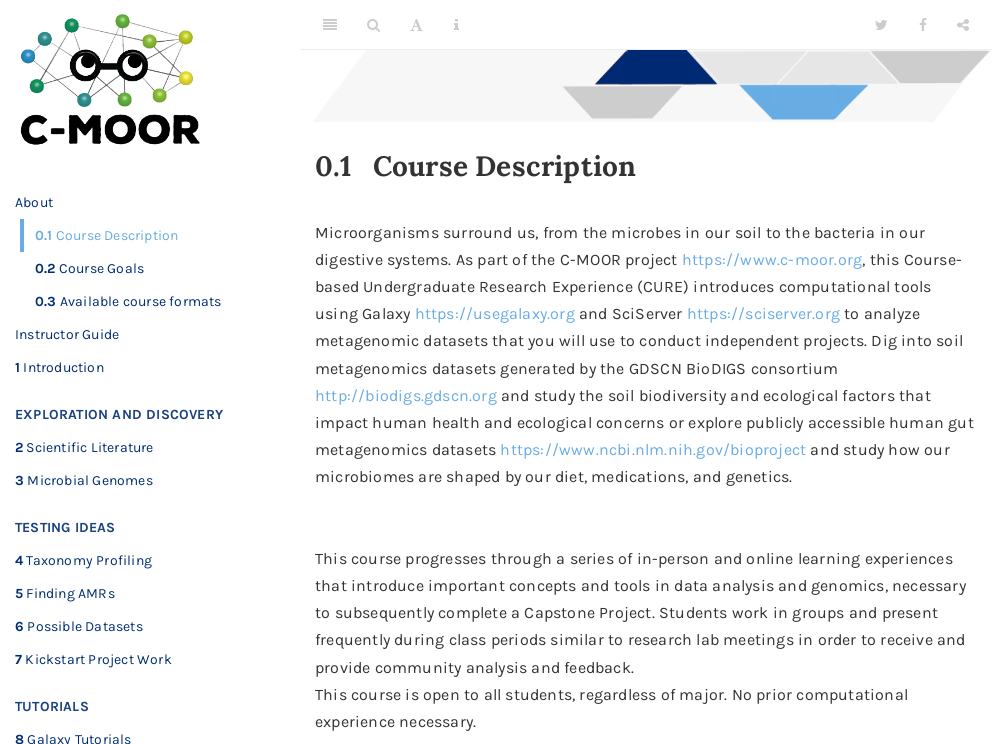 C-MOOR
About
0.1 Course Description
0.2 Course Goals
0.3 Available course formats
Instructor Guide
1 Introduction
EXPLORATION AND DISCOVERY
2 Scientific Literature
3 Microbial Genomes
TESTING IDEAS
4 Taxonomy Profiling
5 Finding AMRs
6 Possible Datasets
7 Kickstart Project Work
TUTORIALS
8 Galaxy Tutorials
0.1 Course Description
Microorganisms surround us, from the microbes in our soil to the bacteria in our
digestive systems. As part of the C-MOOR project https://www.c-moor.org, this Course-
based Undergraduate Research Experience (CURE) introduces computational tools
using Galaxy https://usegalaxy.org and SciServer https://sciserver.org to analyze
metagenomic datasets that you will use to conduct independent projects. Dig into soil
metagenomics datasets generated by the GDSCN BioDIGS consortium
http://biodigs.gdscn.org and study the soil biodiversity and ecological factors that
impact human health and ecological concerns or explore publicly accessible human gut
metagenomics datasets https://www.ncbi.nlm.nih.gov/bioproject and study how our
microbiomes are shaped by our diet, medications, and genetics.
This course progresses through a series of in-person and online learning experiences
that introduce important concepts and tools in data analysis and genomics, necessary
to subsequently complete a Capstone Project. Students work in groups and present
frequently during class periods similar to research lab meetings in order to receive and
provide community analysis and feedback.
This course is open to all students, regardless of major. No prior computational
experience necessary.